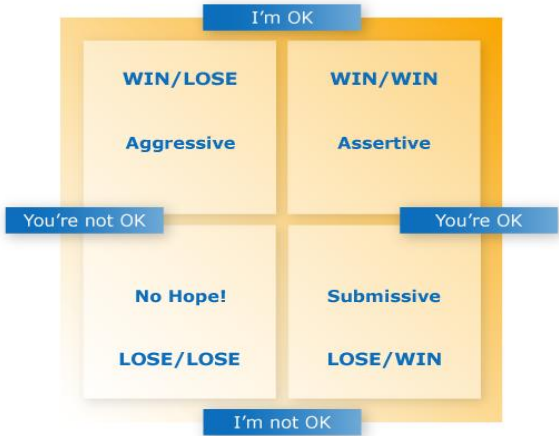 I'm OK
WIN/LOSE
WIN/WIN
Aggressive
Assertive
You're not OK
You're OK
No Hope!
Submissive
LOSE/LOSE
LOSE/WIN
I'm not OK